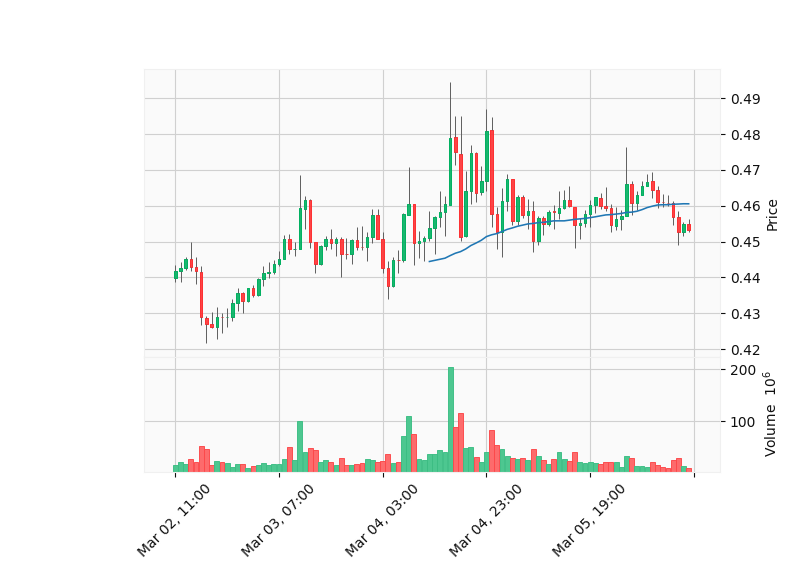 0.49
0.48
0.47
0.46
0.45
0.44
0.43
0.42
Price
200
100
Volume 10⁶
Mar 02, 11:00
Mar 03, 07:00
Mar 04, 03:00
Mar 04, 23:00
Mar 05, 19:00